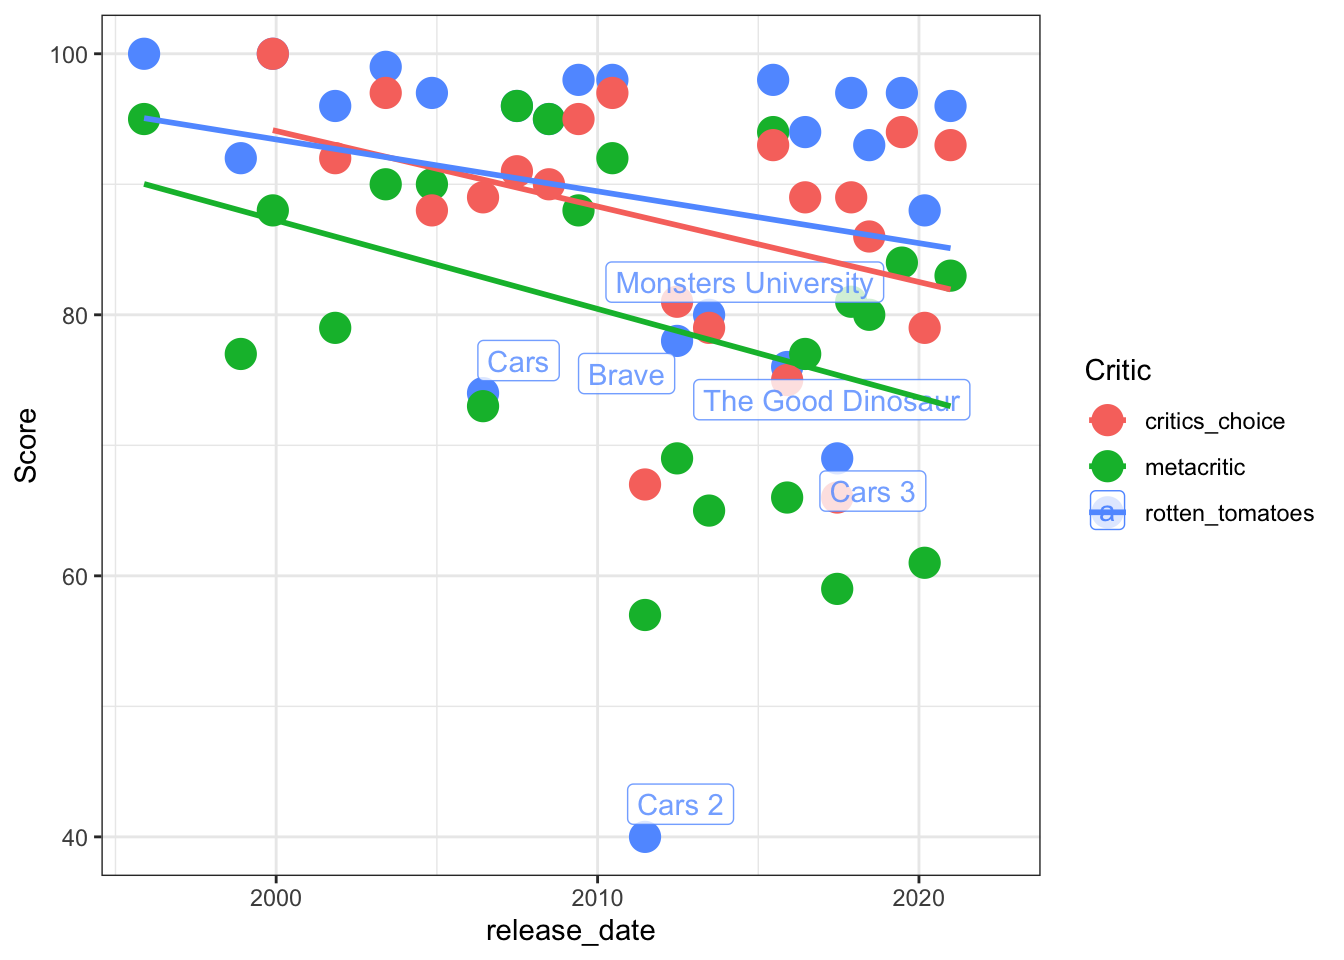 100
80
60
40
Score
Monsters University
Cars
Brave
The Good Dinosaur
Cars 3
Cars 2
2000
2010
2020
release_date
Critic
critics_choice
metacritic
a
rotten_tomatoes